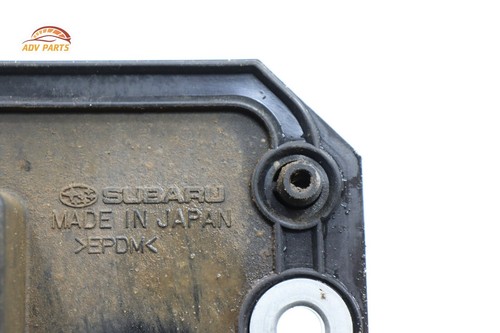 ADV PARTS
SUBARU
MADE IN JAPAN
>EPDM<